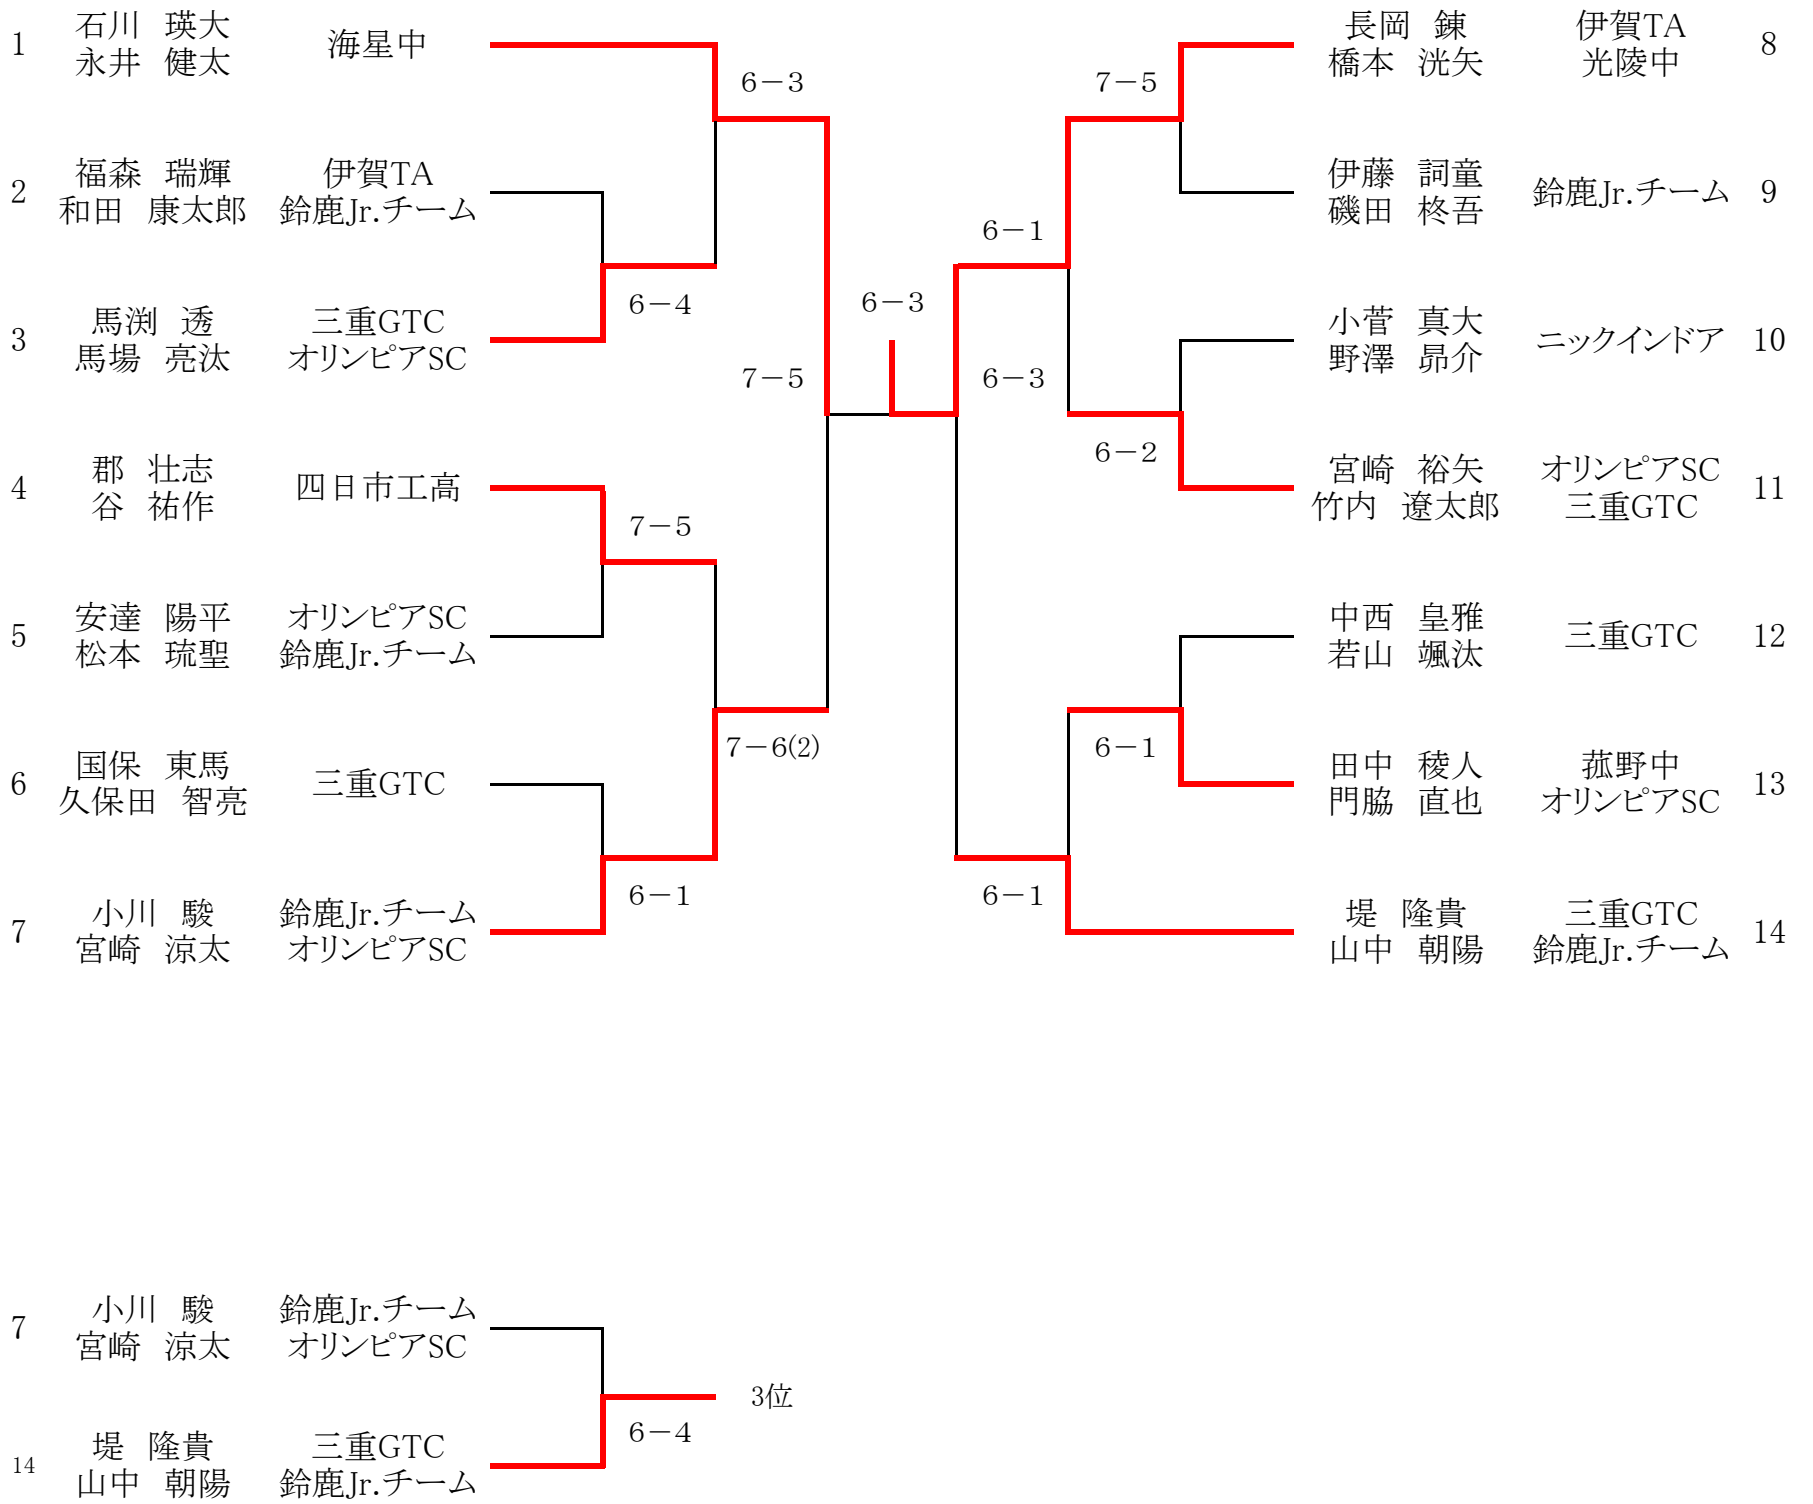 1 石川 瑛大 海星中
永井 健太
6－3
2 福森 瑞輝 伊賀TA
和田 康太郎 鈴鹿Jr.チーム
6－4
3 馬渕 透 三重GTC
馬場 亮汰 オリンピアSC
7－5
4 郡 壮志 四日市工高
谷 祐作
7－5
5 安達 陽平 オリンピアSC
松本 琉聖 鈴鹿Jr.チーム
7－6(2)
6 国保 東馬 三重GTC
久保田 智亮
6－1
7 小川 駿 鈴鹿Jr.チーム
宮崎 涼太 オリンピアSC
6－3
長岡 錬 伊賀TA 8
橋本 洸矢 光陵中
7－5
伊藤 詞童 鈴鹿Jr.チーム 9
磯田 柊吾
6－1
小菅 真大 ニックインドア 10
野澤 昴介
6－3
6－2
宮崎 裕矢 オリンピアSC 11
竹内 遼太郎 三重GTC
中西 皇雅 三重GTC 12
若山 颯汰
6－1
田中 稜人 菰野中 13
門脇 直也 オリンピアSC
6－1
堤 隆貴 三重GTC 14
山中 朝陽 鈴鹿Jr.チーム
7 小川 駿 鈴鹿Jr.チーム
宮崎 涼太 オリンピアSC
3位
6－4
14 堤 隆貴 三重GTC
山中 朝陽 鈴鹿Jr.チーム